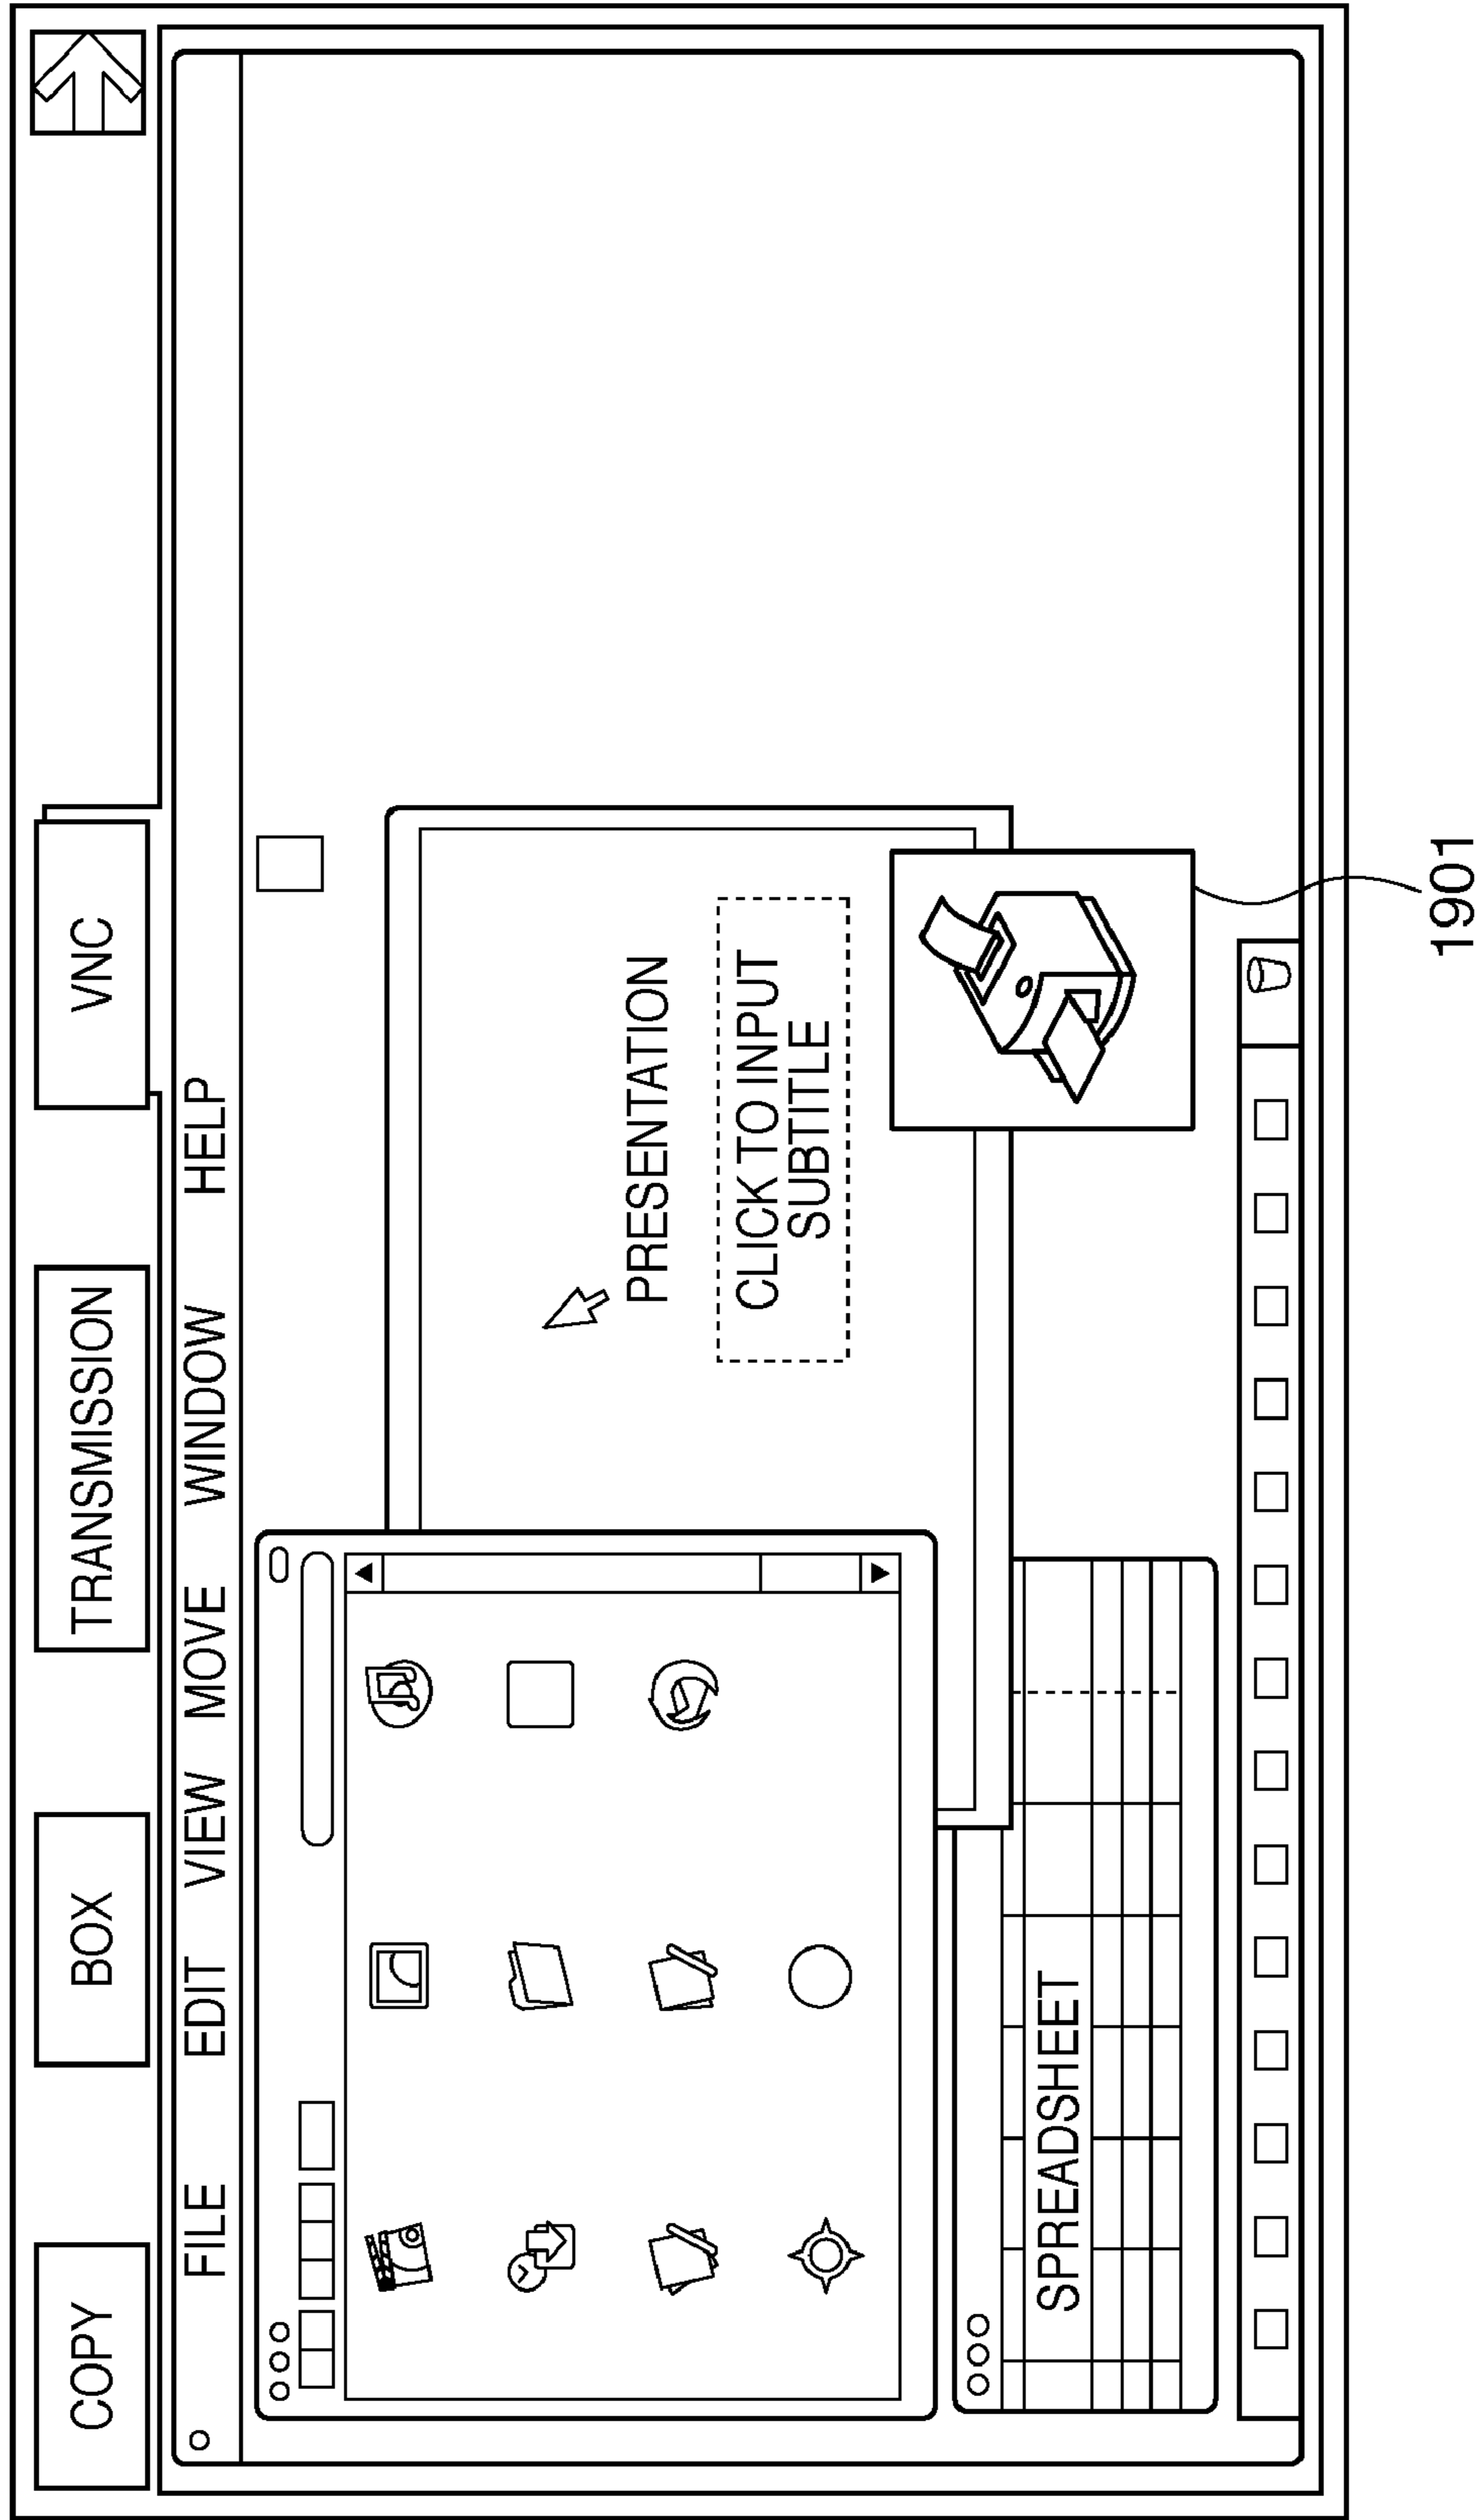 COPY
BOX
TRANSMISSION
VNC
FILE
EDIT
VIEW
MOVE
WINDOW
HELP
PRESENTATION
CLICK TO INPUT
SUBTITLE
SPREADSHEET
1901